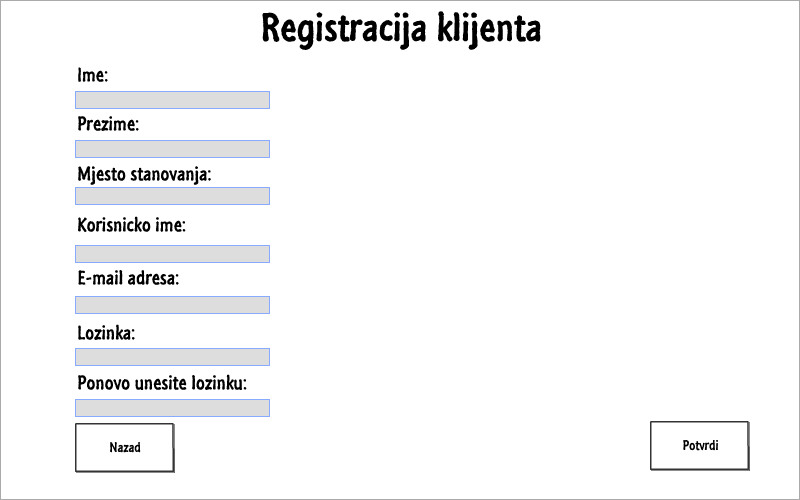 Registracija klijenta
Ime:
Prezime:
Mjesto stanovanja:
Korisnicko ime:
E-mail adresa:
Lozinka:
Ponovo unesite lozinku:
Nazad
Potvrdi